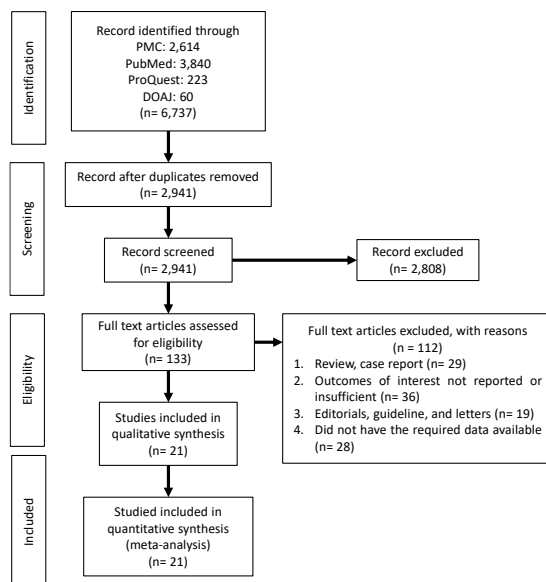 Identification
Record identified through
PMC: 2,614
PubMed: 3,840
ProQuest: 223
DOAJ: 60
(n= 6,737)
Screening
Record after duplicates removed
(n= 2,941)
Record screened
(n= 2,941)
Record excluded
(n= 2,808)
Eligibility
Full text articles assessed
for eligibility
(n= 133)
Full text articles excluded, with reasons
(n = 112)
1. Review, case report (n= 29)
2. Outcomes of interest not reported or
insufficient (n= 36)
3. Editorials, guideline, and letters (n= 19)
4. Did not have the required data available
(n= 28)
Studies included in
qualitative synthesis
(n= 21)
Included
Studied included in
quantitative synthesis
(meta-analysis)
(n= 21)